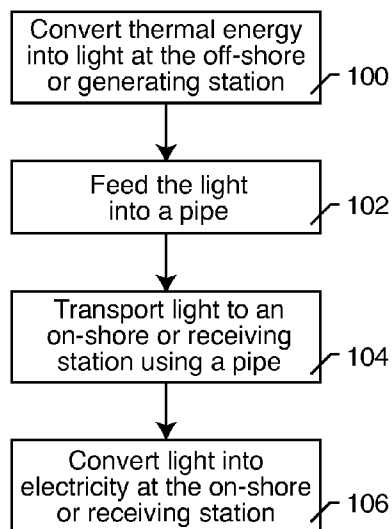 Convert thermal energy
into light at the off-shore
or generating station
100
Feed the light
into a pipe
102
Transport light to an
on-shore or receiving
station using a pipe
104
Convert light into
electricity at the on-shore
or receiving station
106